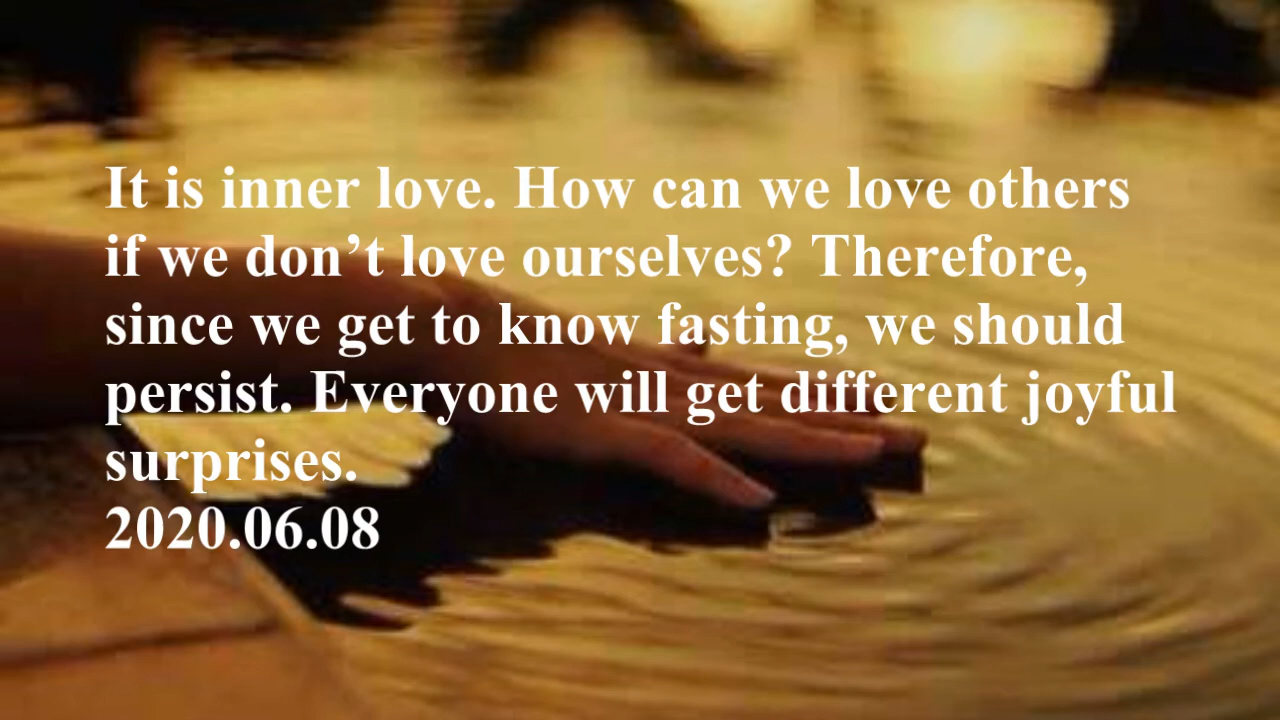 It is inner love. How can we love others
if we don’t love ourselves? Therefore,
since we get to know fasting, we should
persist. Everyone will get different joyful
surprises.
2020.06.08